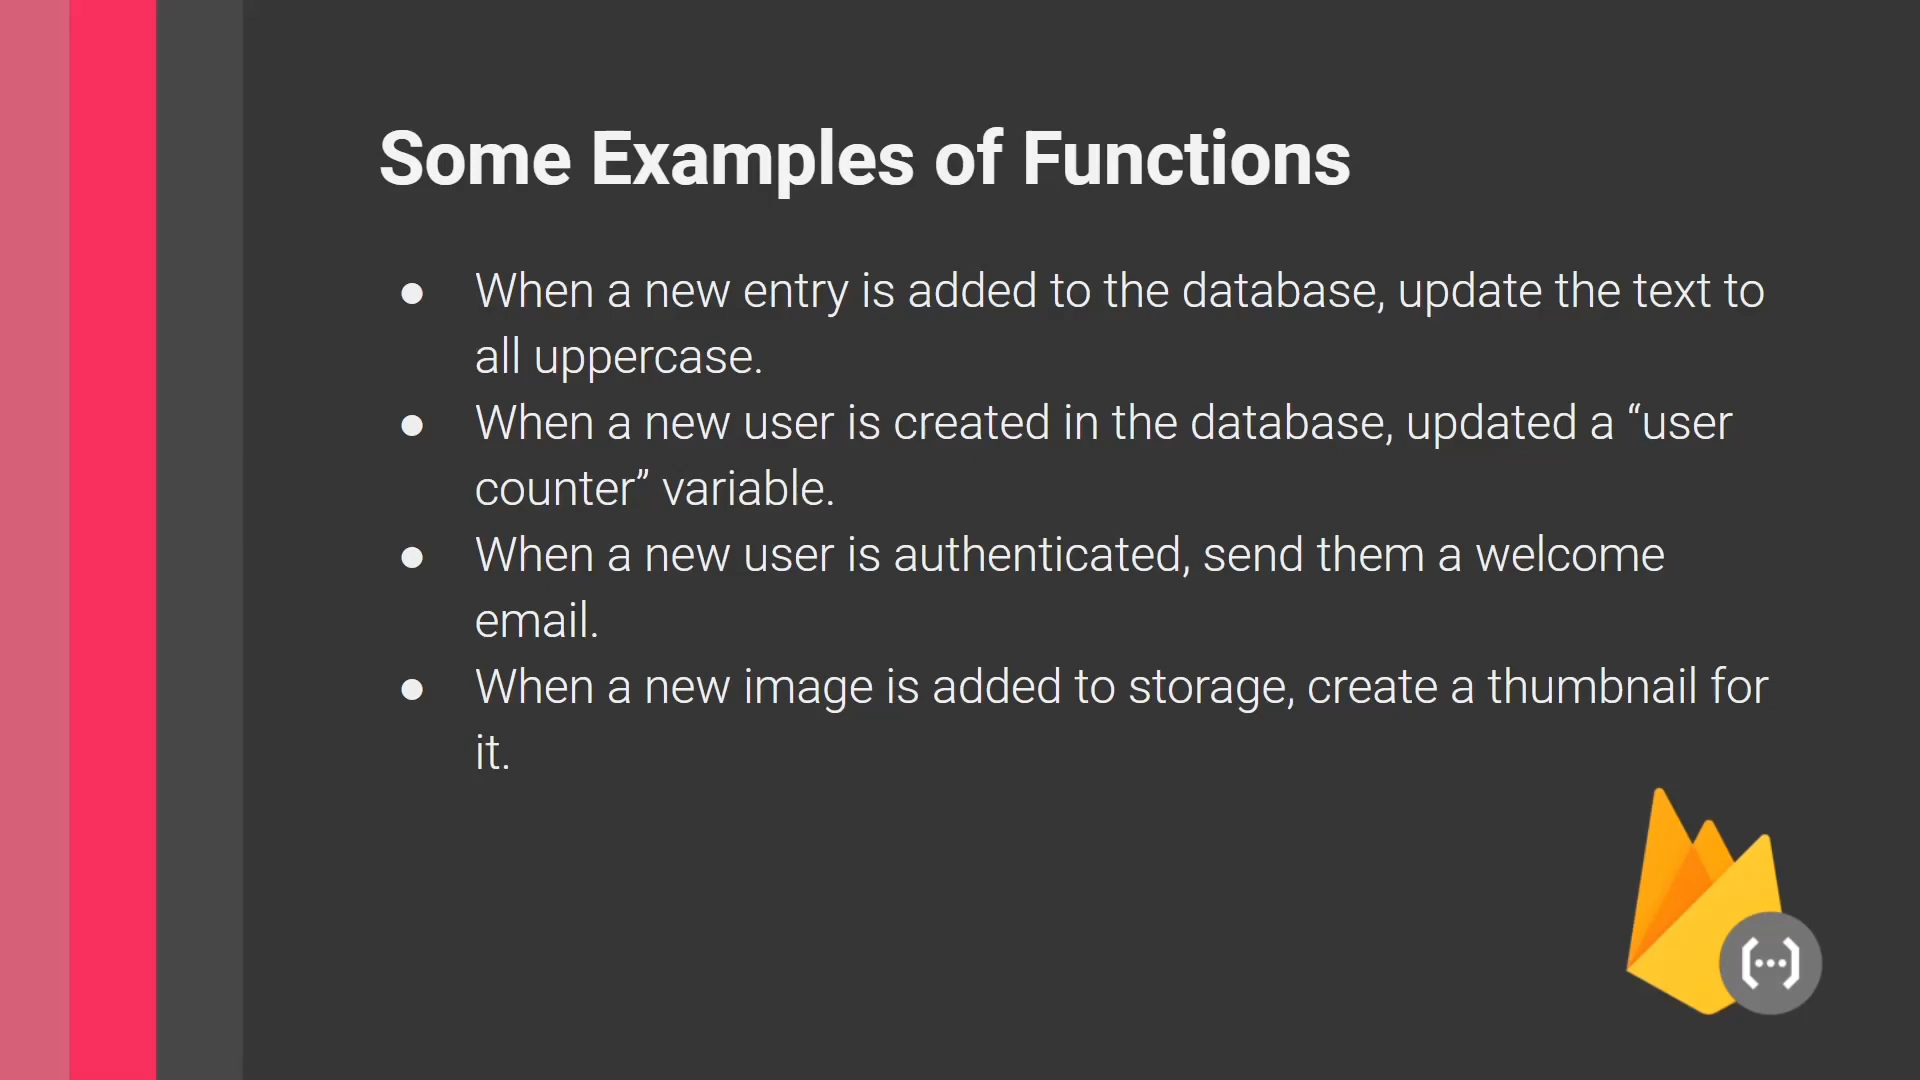 Some Examples of Functions
● When a new entry is added to the database, update the text to
all uppercase.
● When a new user is created in the database, updated a “user
counter” variable.
● When a new user is authenticated, send them a welcome
email.
● When a new image is added to storage, create a thumbnail for
it.